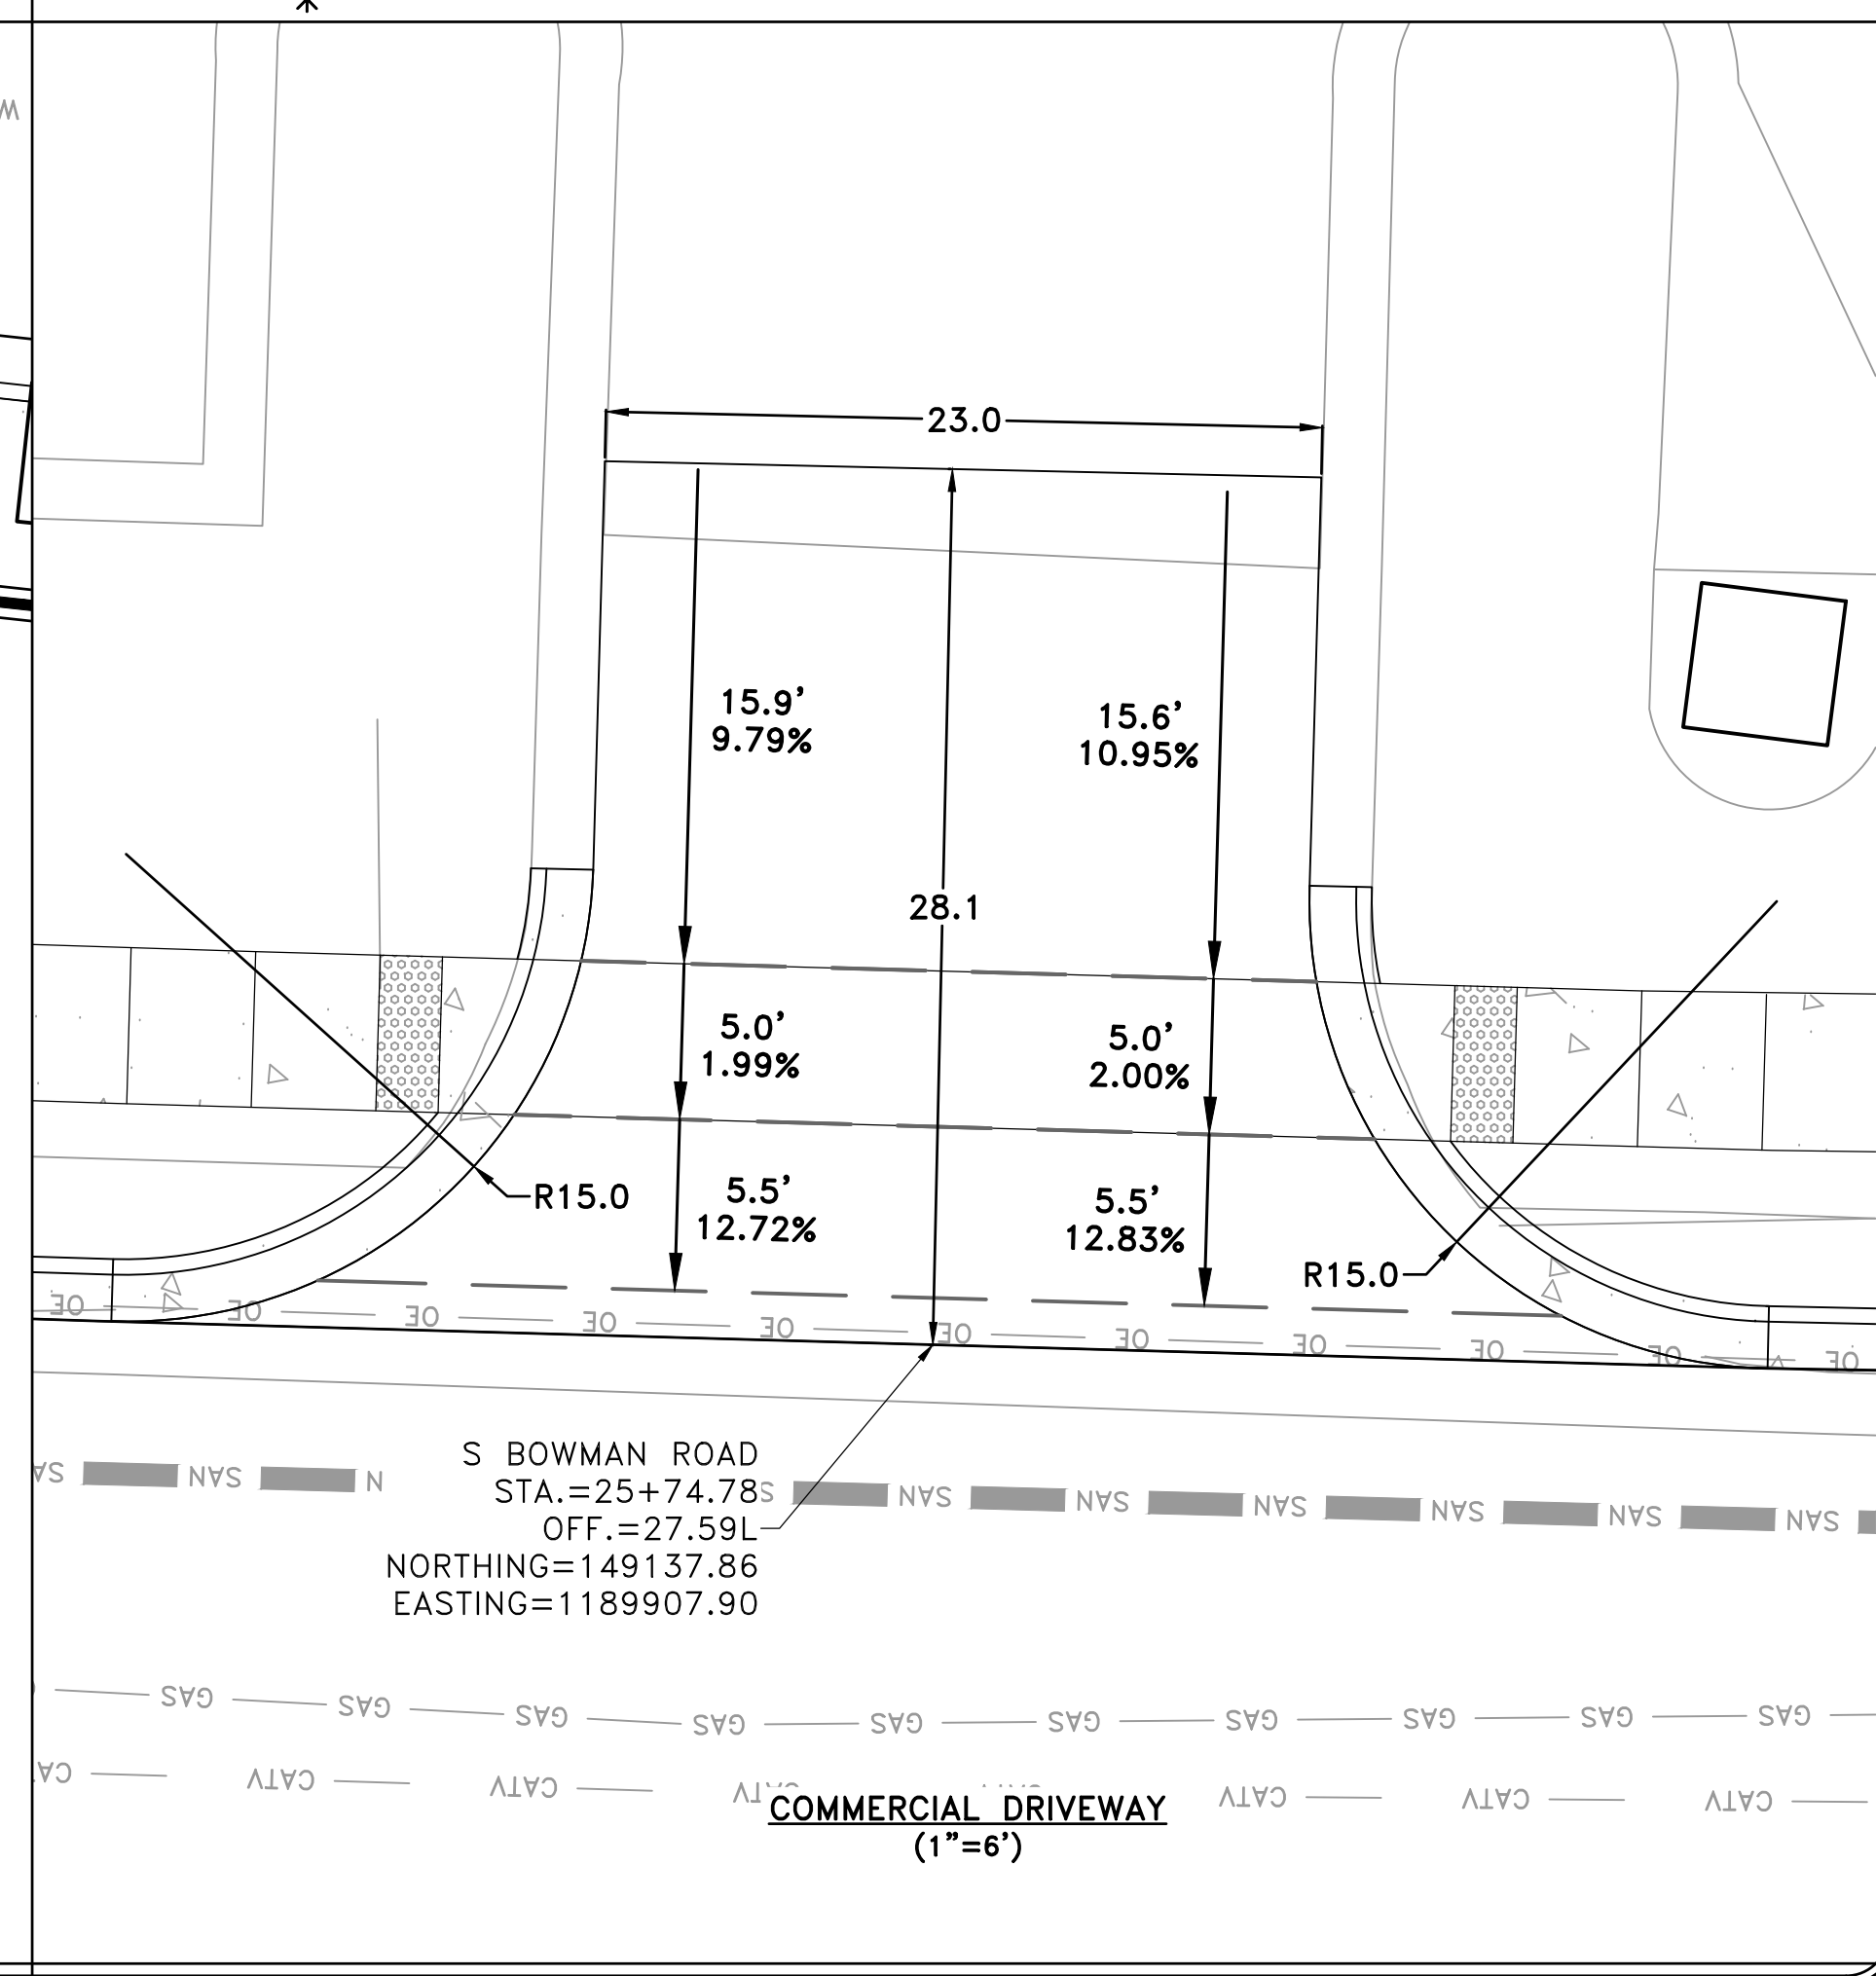 W
23.0
15.9’
9.79%
15.6’
10.95%
28.1
5.0’
1.99%
5.0’
2.00%
R15.0
5.5’
12.72%
5.5’
12.83%
R15.0
OE OE OE OE OE OE OE OE OE OE OE
S BOWMAN ROAD
STA.=25+74.78
OFF.=27.59L
NORTHING=149137.86
EASTING=1189907.90
SA SAN N S SAN SAN SAN SAN SAN SAN
GAS GAS GAS GAS GAS GAS GAS GAS GAS GAS
CATV CATV CATV CATV CATV
COMMERCIAL DRIVEWAY
(1”=6’)